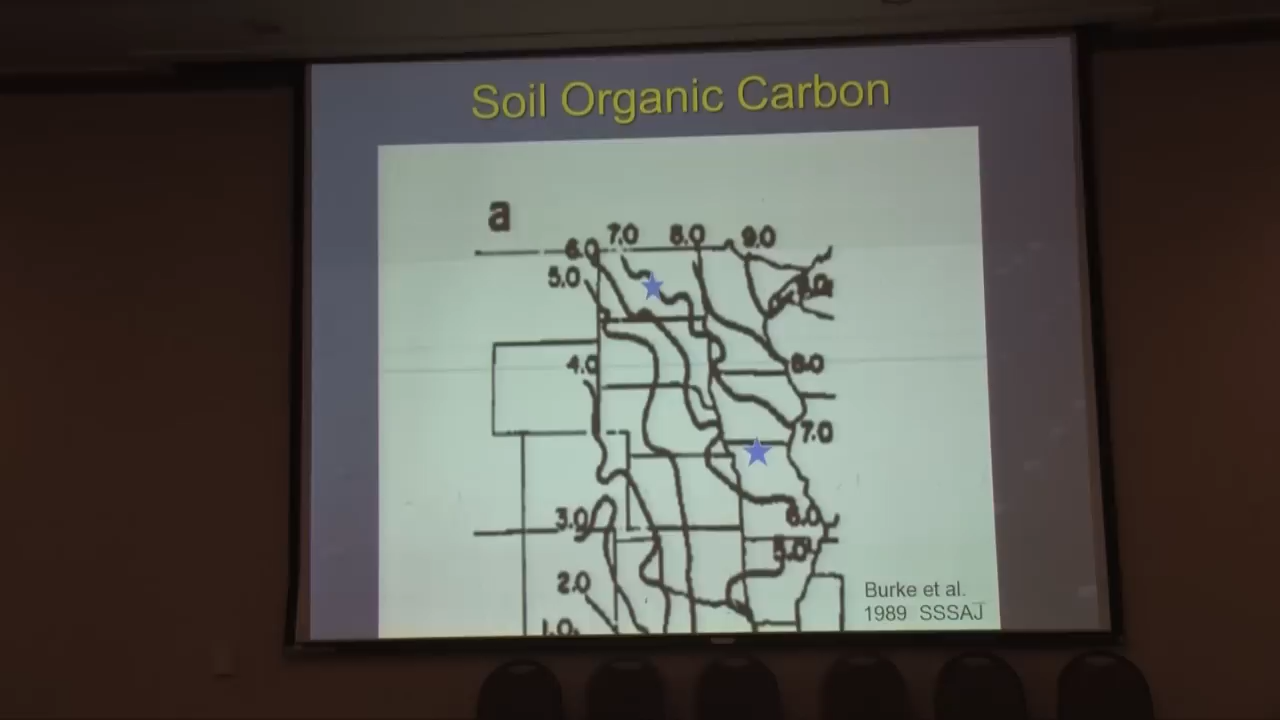 Soil Organic Carbon
a
6.0 7.0 8.0 9.0
5.0
4.0 8.0
7.0
3.0 6.0
5.0
2.0
1.0
Burke et al.
1989 SSSAJ